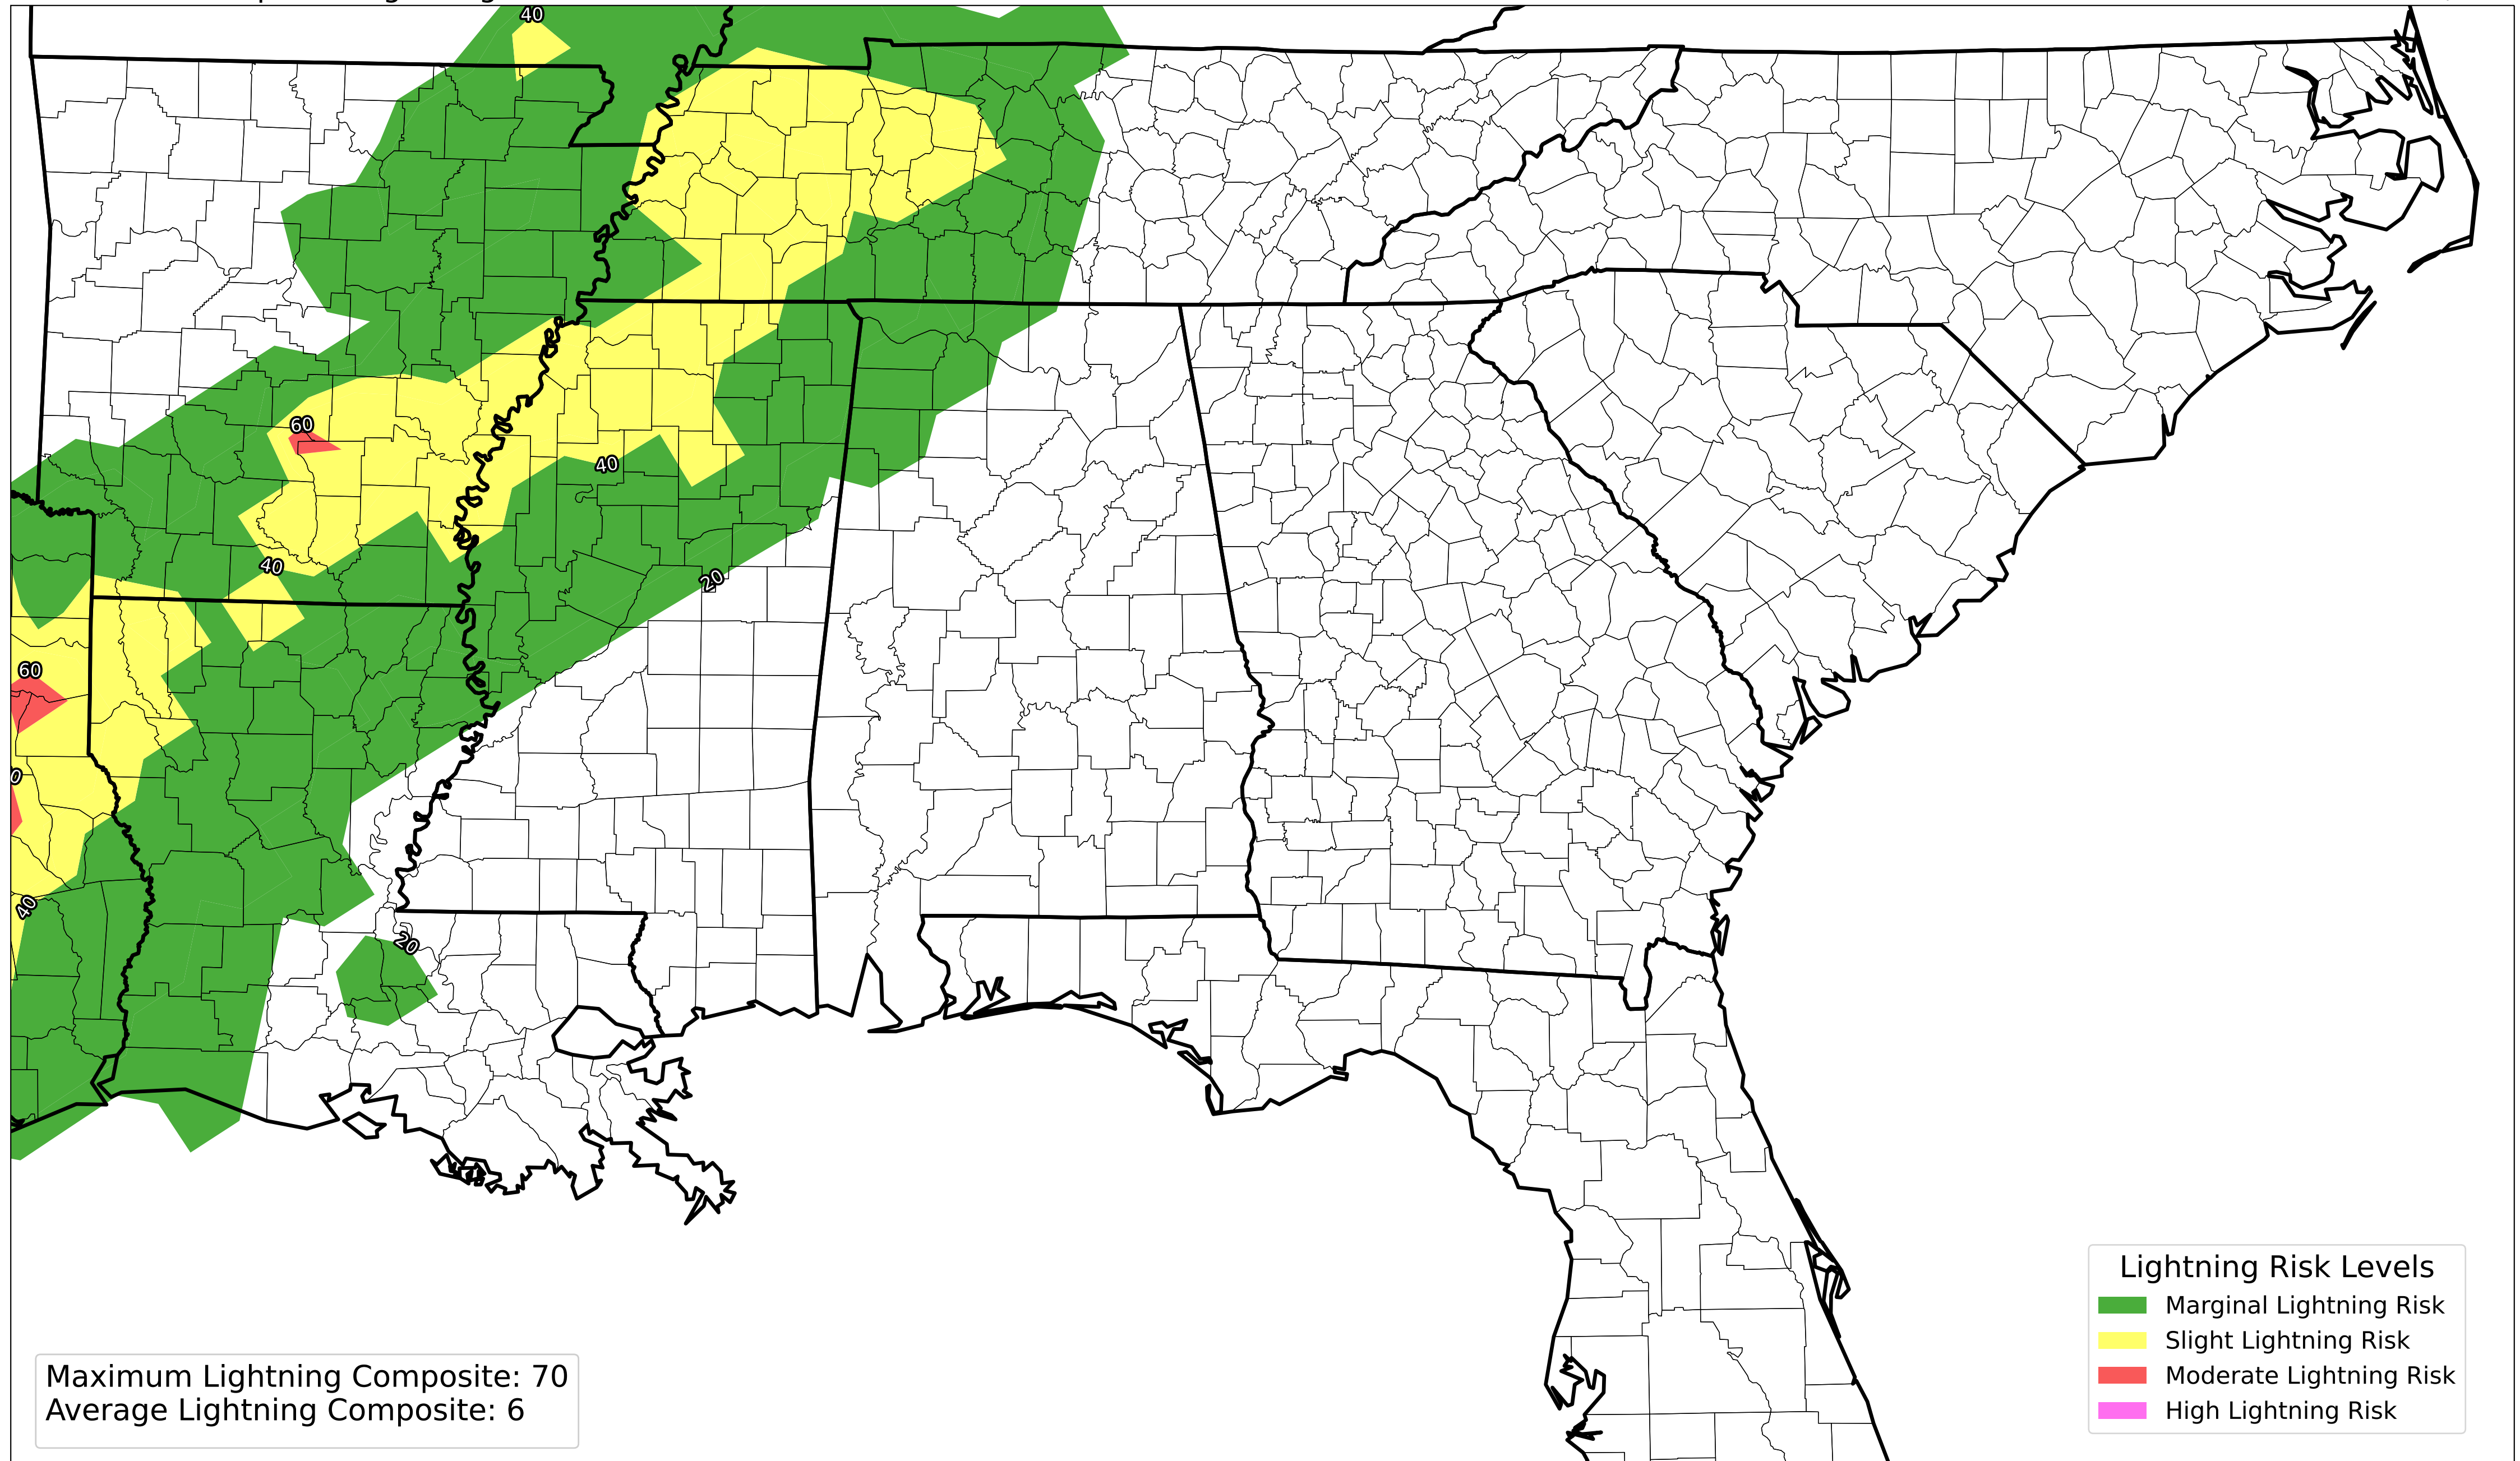 40
60
40
40
20
60
0
40
20
Lightning Risk Levels
Marginal Lightning Risk
Slight Lightning Risk
Moderate Lightning Risk
High Lightning Risk
Maximum Lightning Composite: 70
Average Lightning Composite: 6